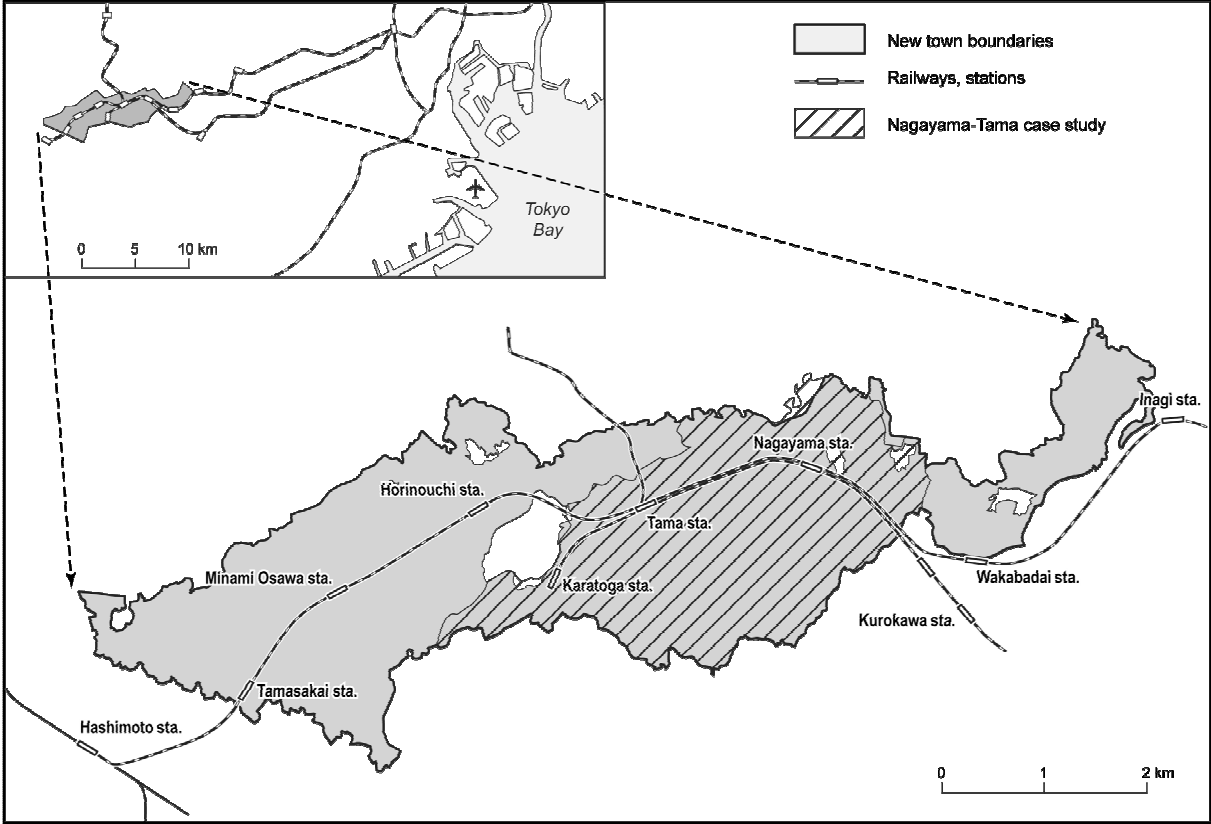 New town boundaries
Railways, stations
Nagayama-Tama case study
Tokyo
Bay
0 5 10 km
Inagi sta.
Nagayama sta.
Horinouchi sta.
Tama sta.
Minami Osawa sta.
Karatoga sta.
Wakabadai sta.
Kurokawa sta.
Tamasakai sta.
Hashimoto sta.
0 1 2 km